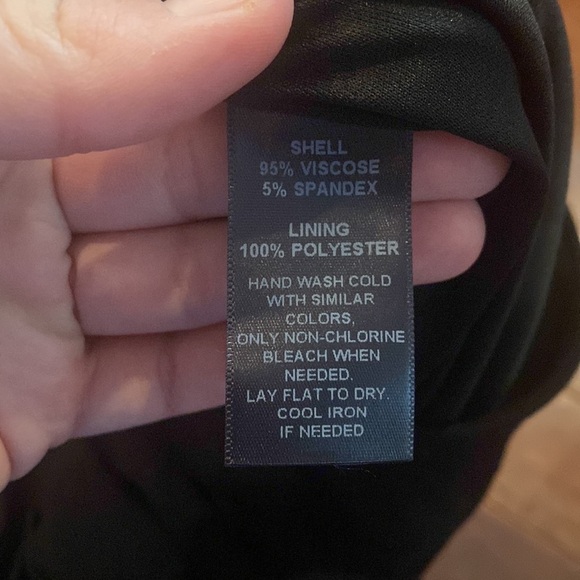 SHELL
95% VISCOSE
5% SPANDEX
LINING
100% POLYESTER
HAND WASH COLD
WITH SIMILAR
COLORS,
ONLY NON-CHLORINE
BLEACH WHEN
NEEDED.
LAY FLAT TO DRY.
COOL IRON
IF NEEDED